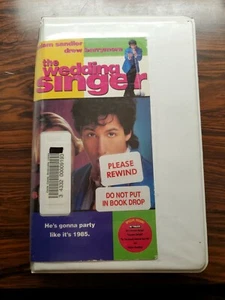 adam sandler
drew barrymore
the
wedding
singer
PLEASE
REWIND
DO NOT PUT
IN BOOK DROP
He's gonna party
like it's 1985.